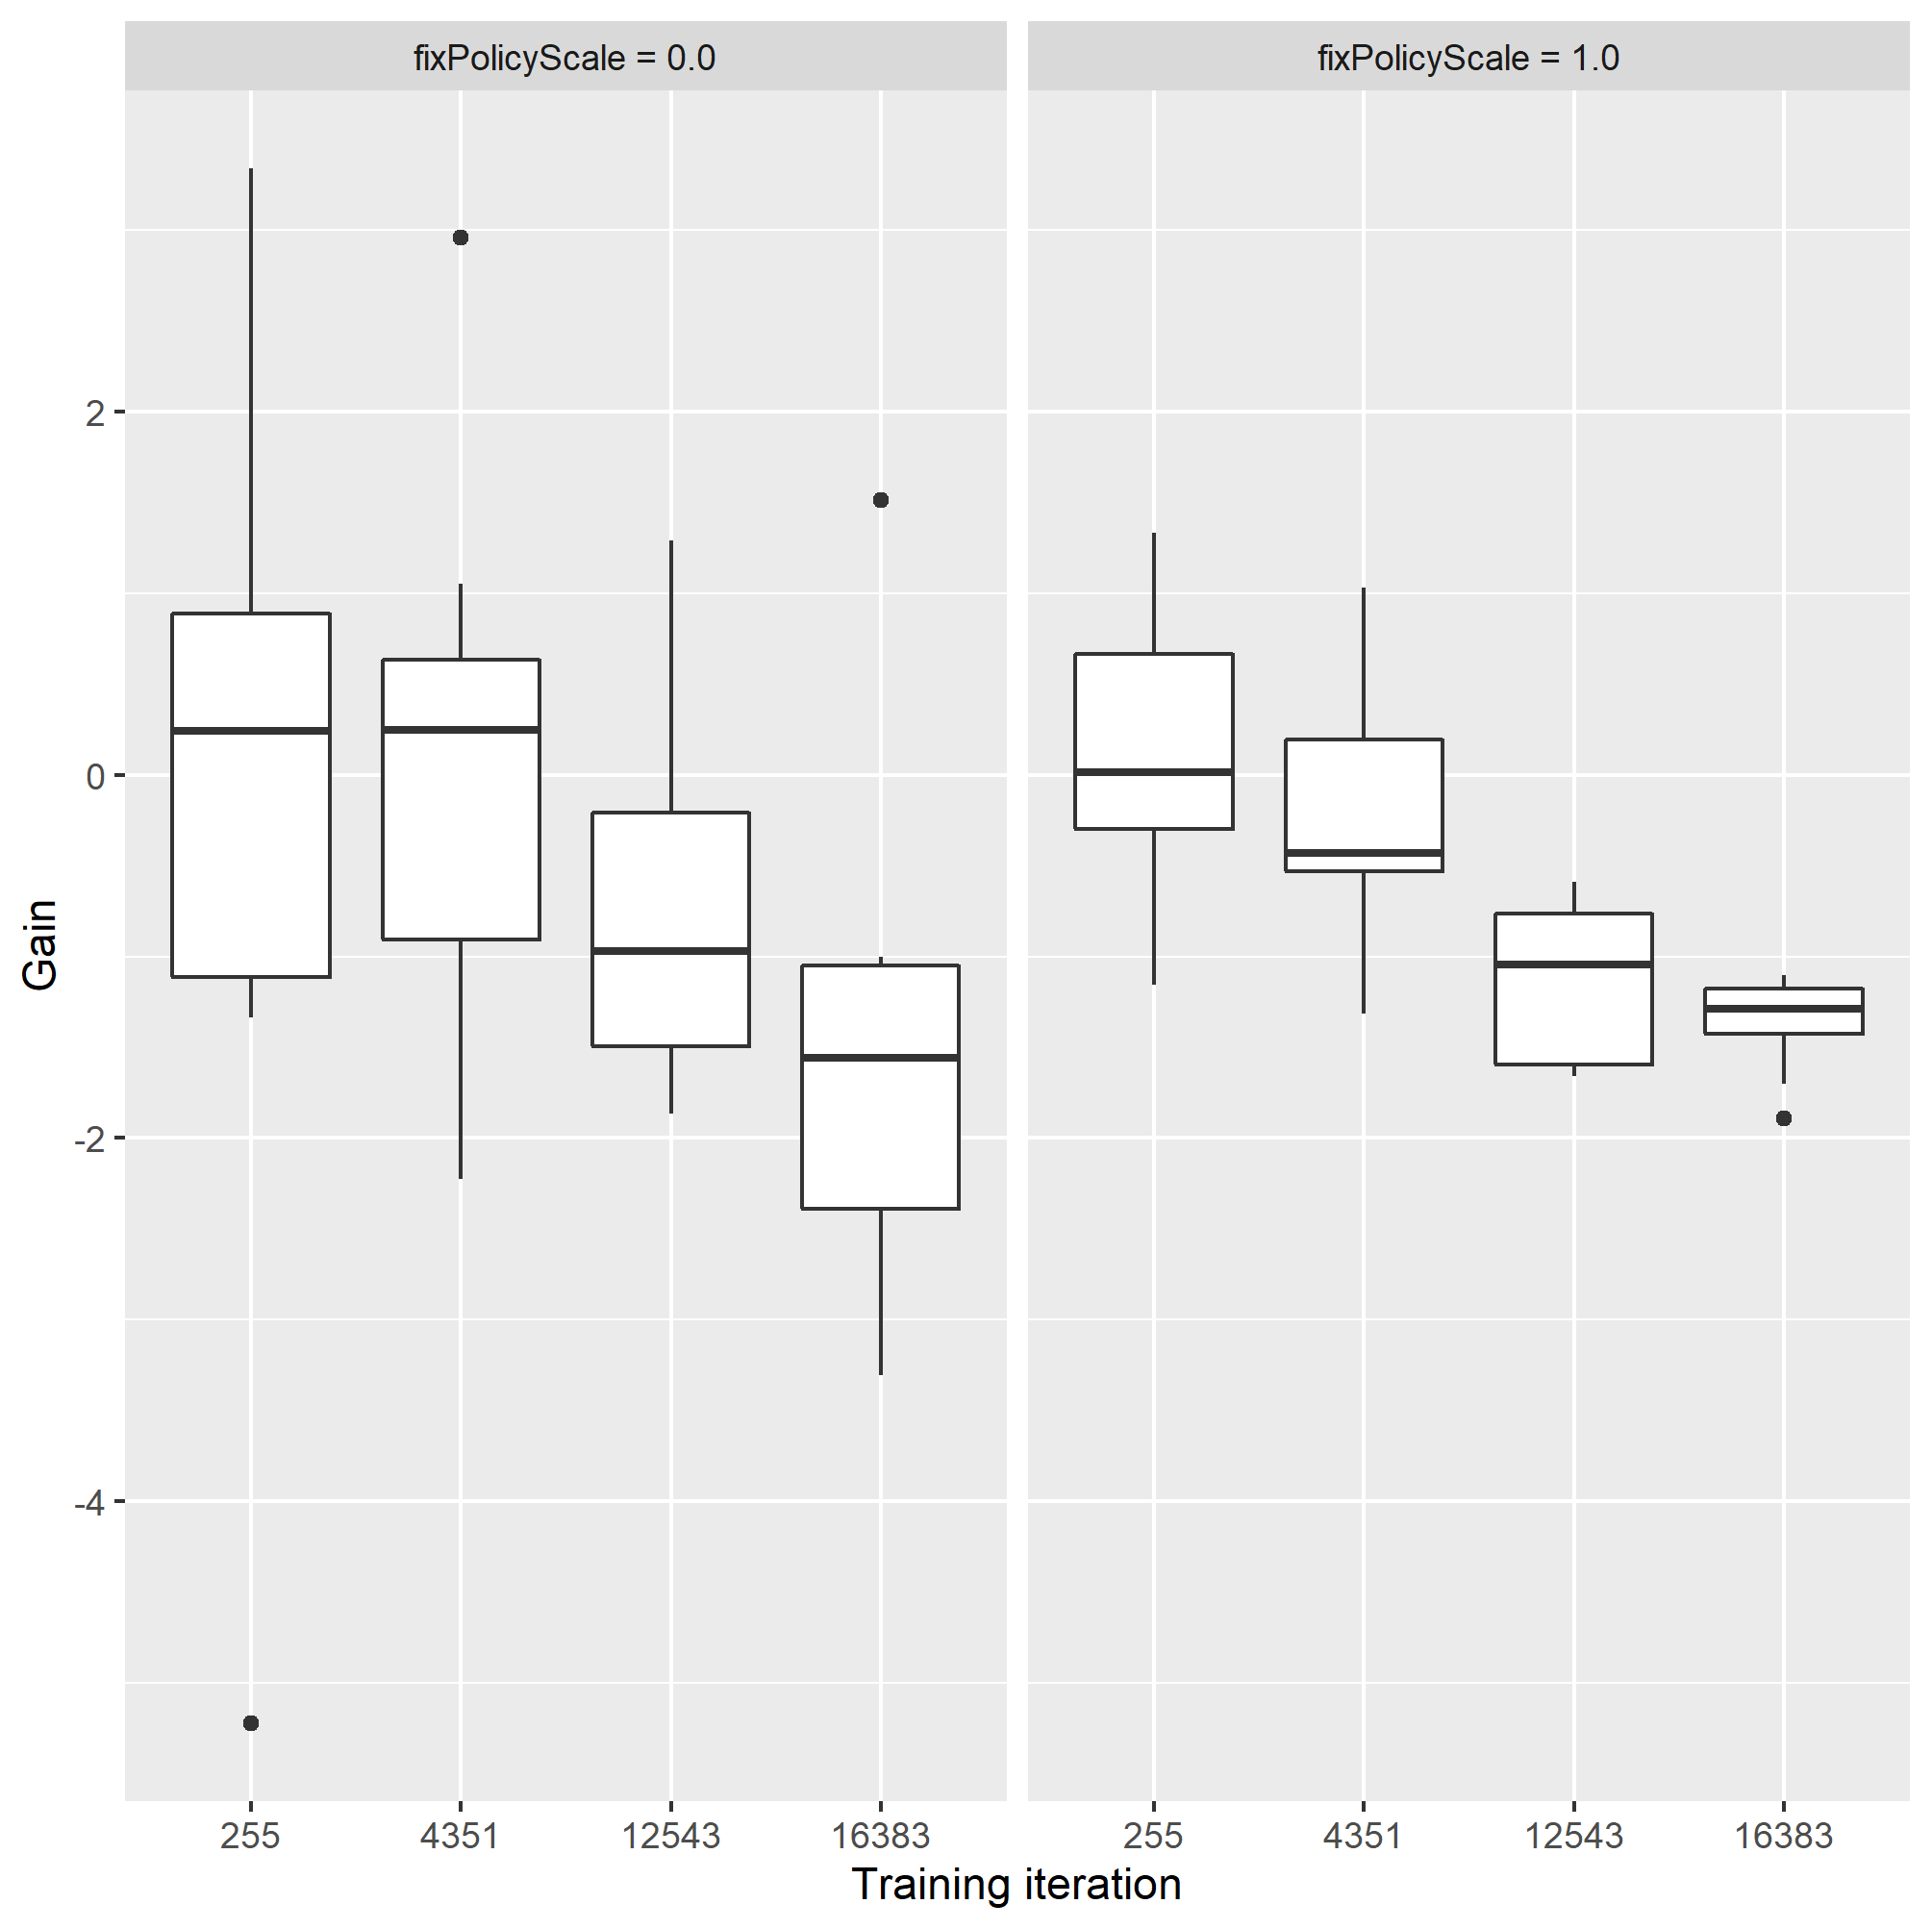 fixPolicyScale = 0.0
fixPolicyScale = 1.0
Gain
2
0
-2
-4
255 4351 12543 16383
255 4351 12543 16383
Training iteration